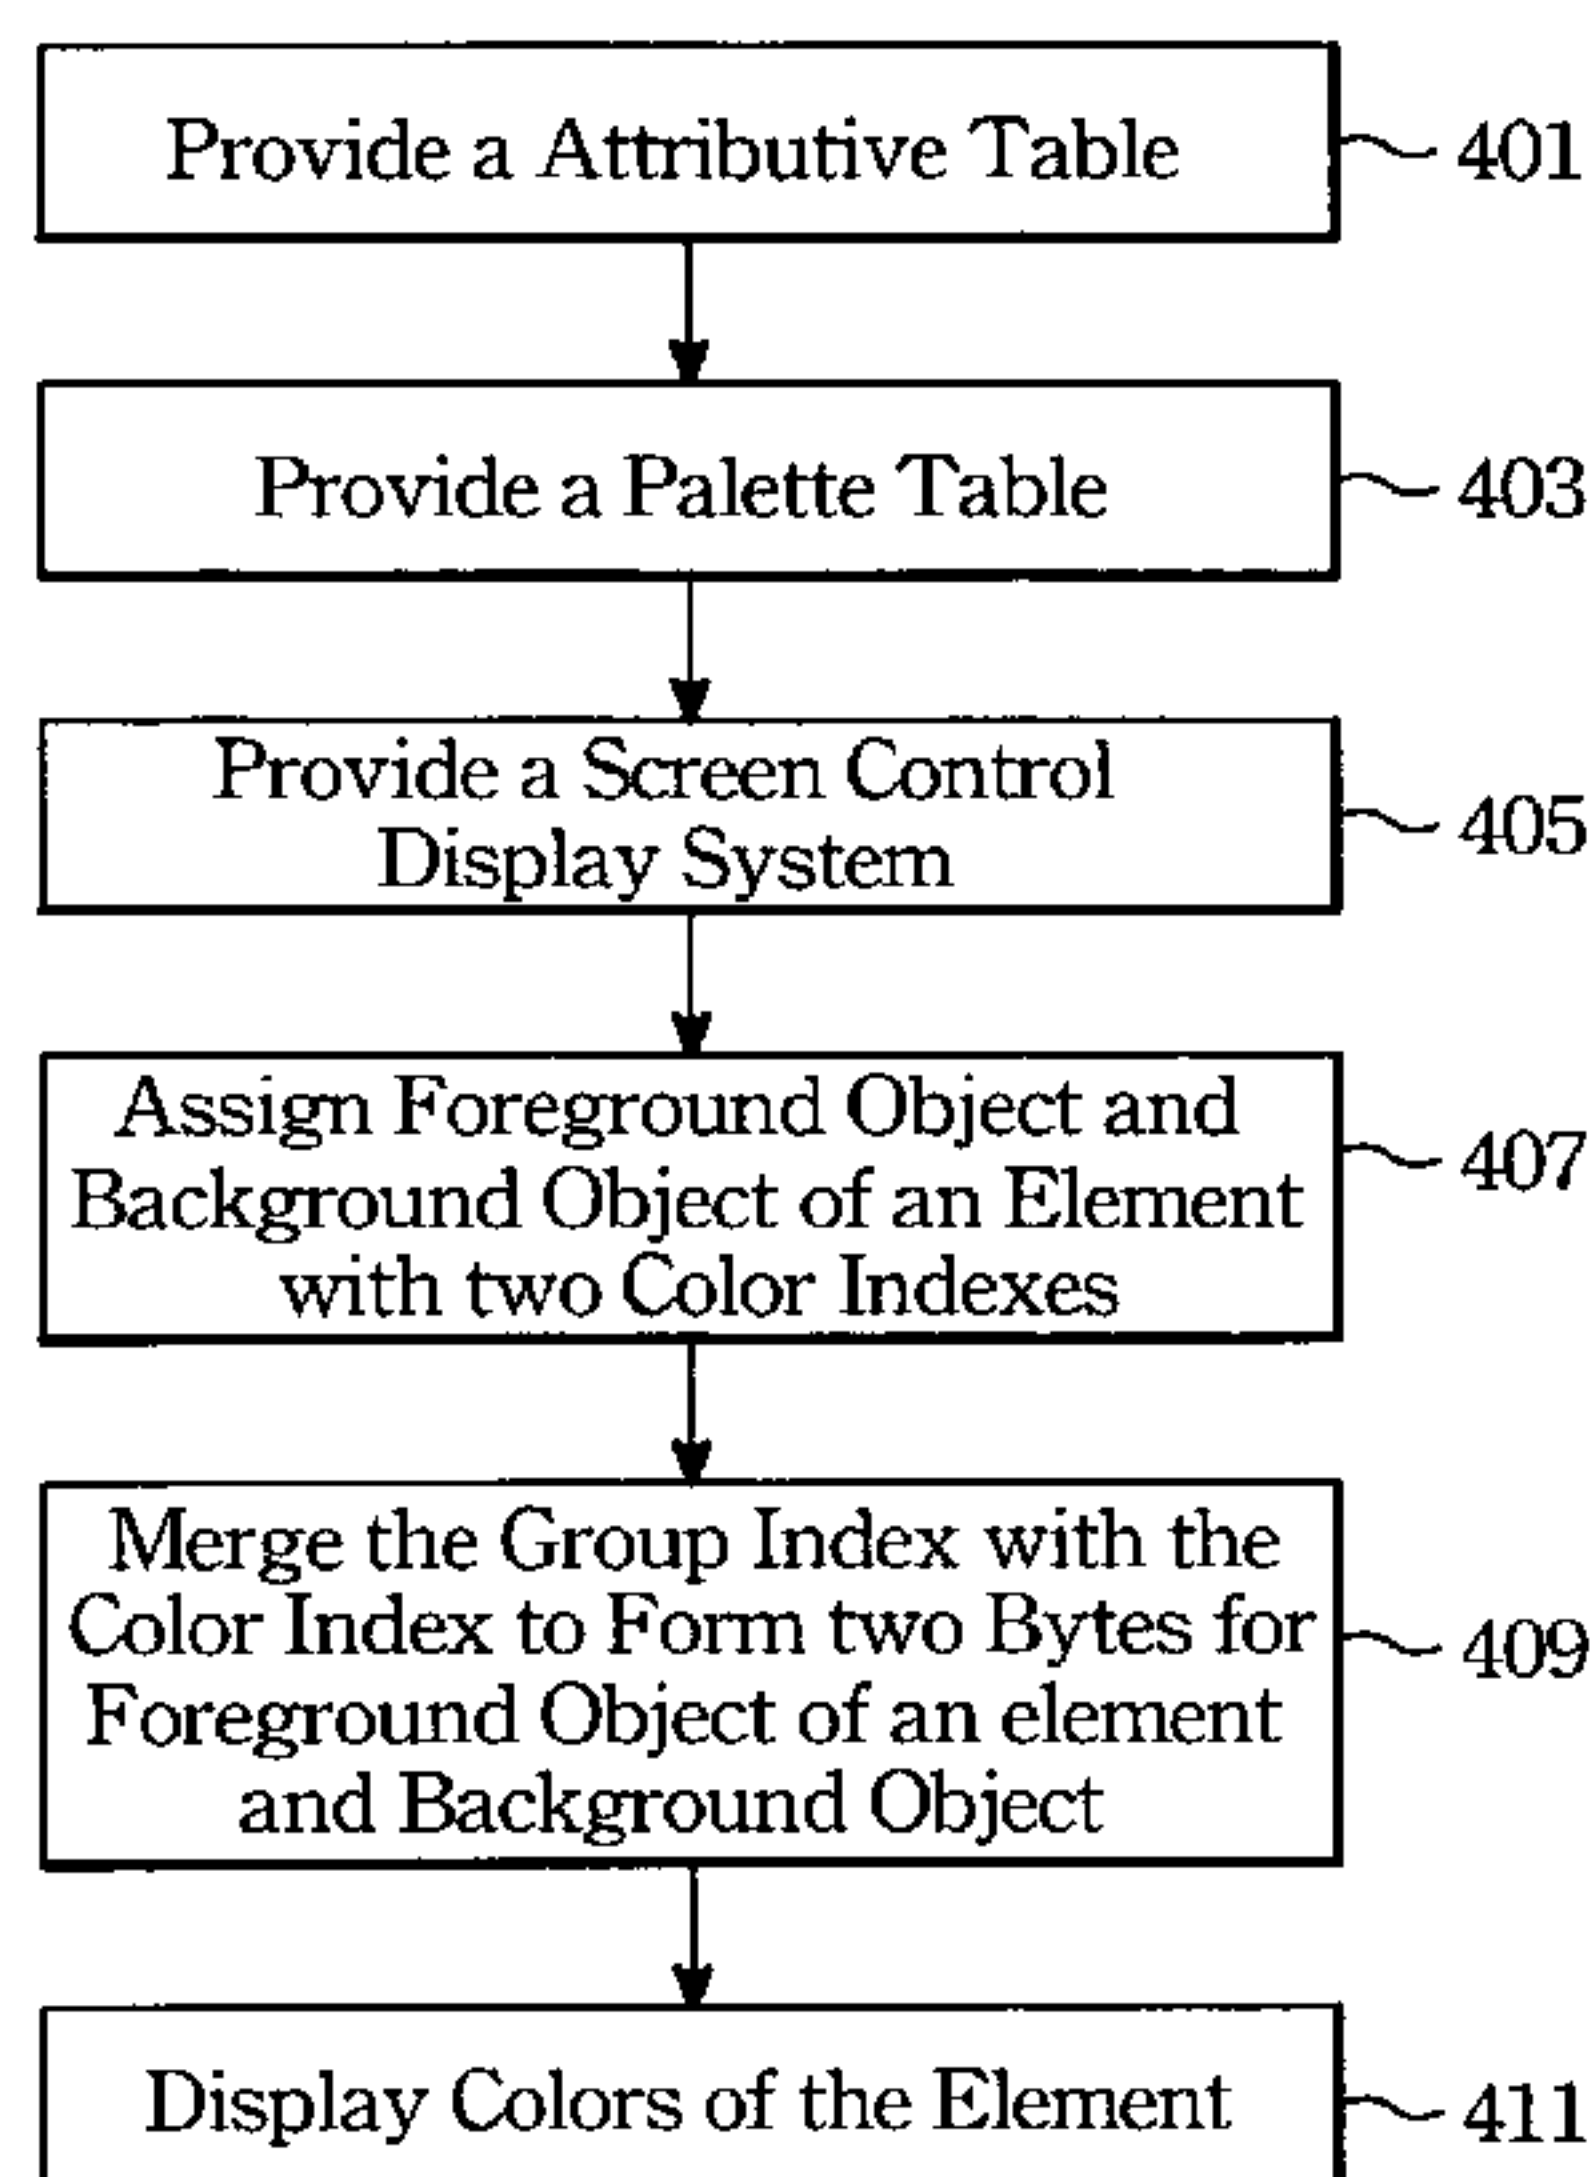 Provide a Attributive Table
401
Provide a Palette Table
403
Provide a Screen Control
Display System
405
Assign Foreground Object and
Background Object of an Element
with two Color Indexes
407
Merge the Group Index with the
Color Index to Form two Bytes for
Foreground Object of an element
and Background Object
409
Display Colors of the Element
411